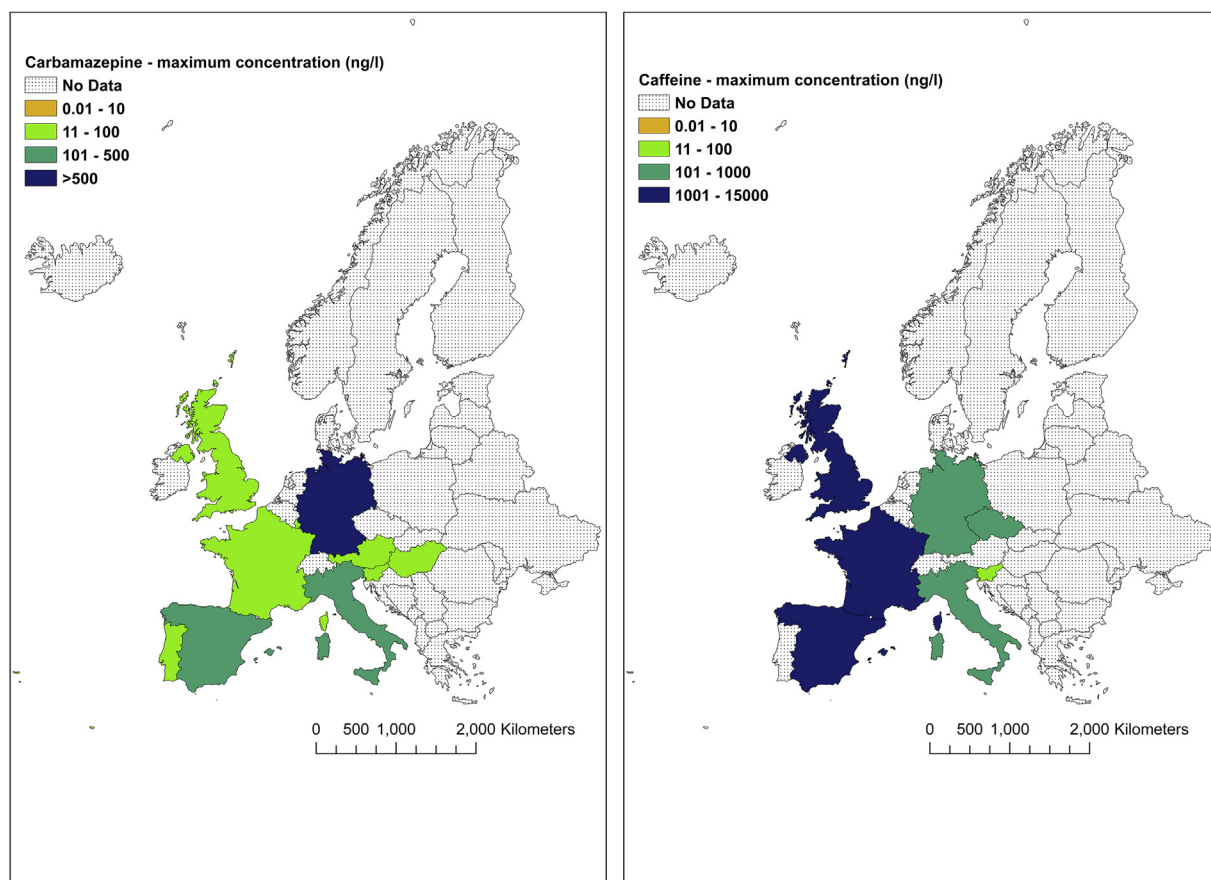 Carbamazepine - maximum concentration (ng/l)
No Data
0.01 - 10
11 - 100
101 - 500
>500
0 500 1,000 2,000 Kilometers
Caffeine - maximum concentration (ng/l)
No Data
0.01 - 10
11 - 100
101 - 1000
1001 - 15000
0 500 1,000 2,000 Kilometers